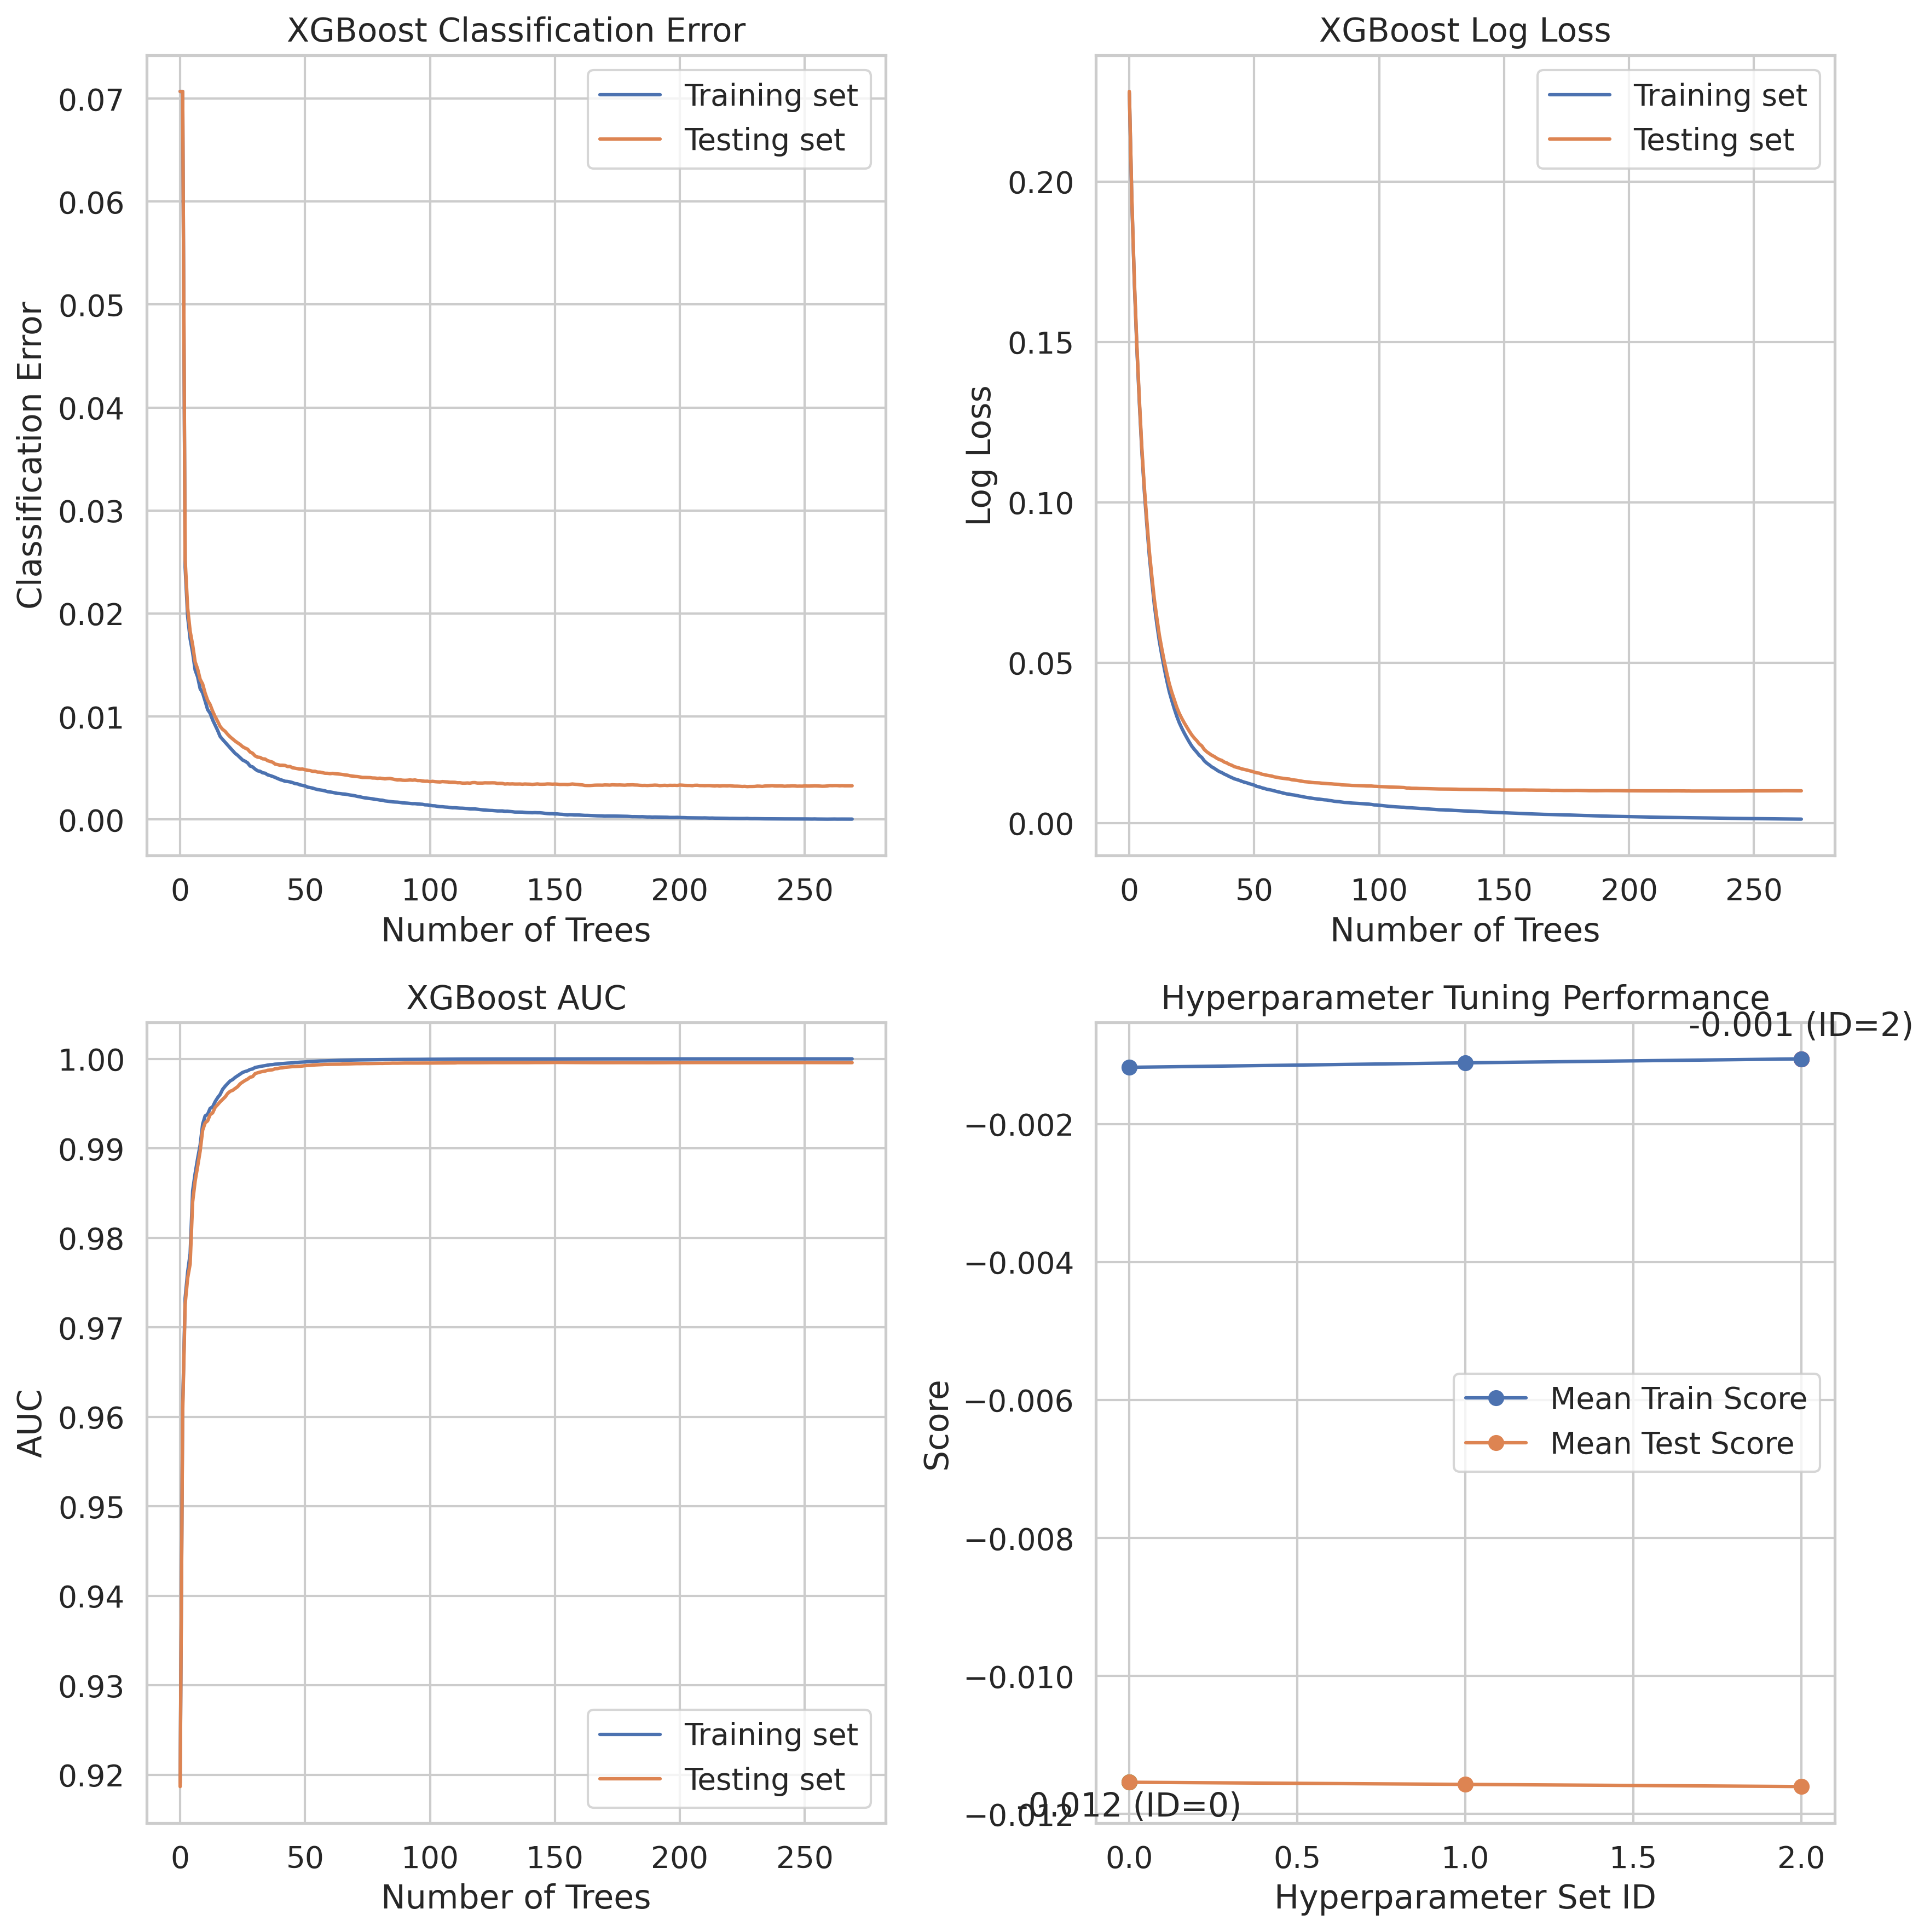 XGBoost Classification Error
Training set
Testing set
0.07
0.06
0.05
0.04
0.03
0.02
0.01
0.00
Classification Error
0 50 100 150 200 250
Number of Trees
XGBoost Log Loss
Training set
Testing set
0.20
0.15
0.10
0.05
0.00
Log Loss
0 50 100 150 200 250
Number of Trees
XGBoost AUC
1.00
0.99
0.98
0.97
0.96
0.95
0.94
0.93
0.92
AUC
Training set
Testing set
0 50 100 150 200 250
Number of Trees
Hyperparameter Tuning Performance
-0.001 (ID=2)
−0.002
−0.004
−0.006
−0.008
−0.010
−0.012
Score
Mean Train Score
Mean Test Score
-0.012 (ID=0)
0.0 0.5 1.0 1.5 2.0
Hyperparameter Set ID